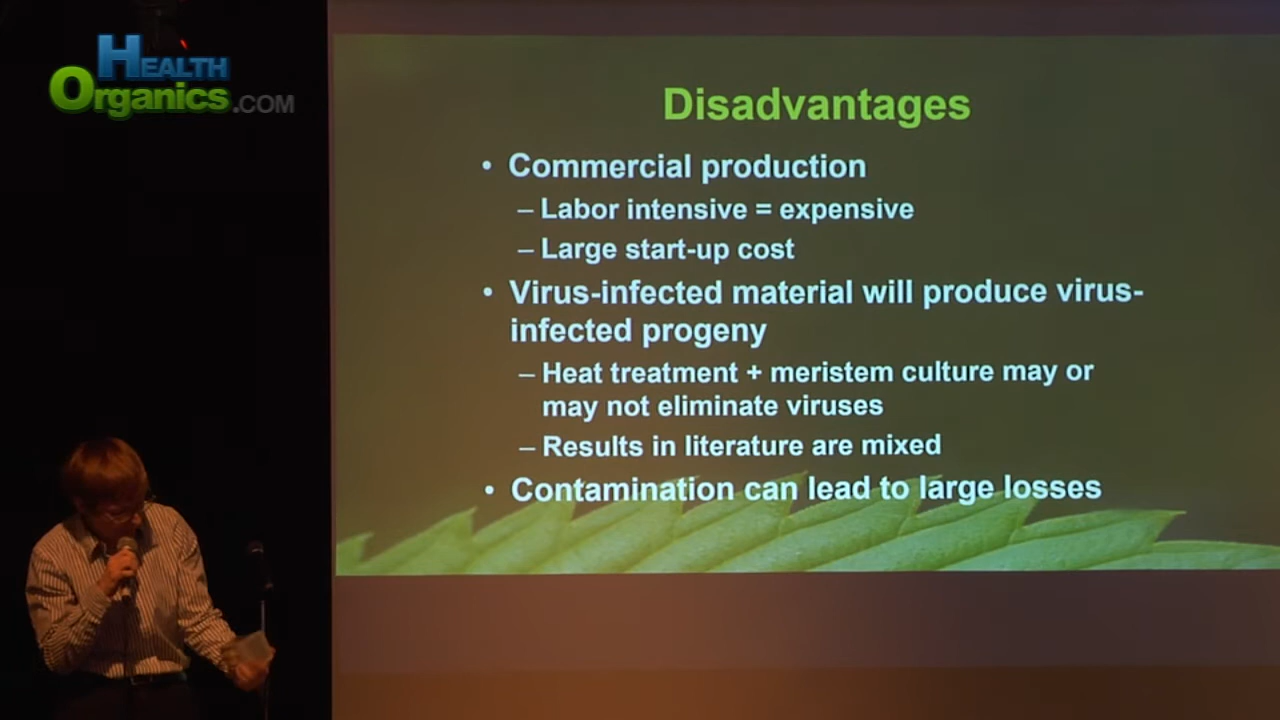 Health
Organics.com
Disadvantages
• Commercial production
– Labor intensive = expensive
– Large start-up cost
• Virus-infected material will produce virus-
infected progeny
– Heat treatment + meristem culture may or
may not eliminate viruses
– Results in literature are mixed
• Contamination can lead to large losses